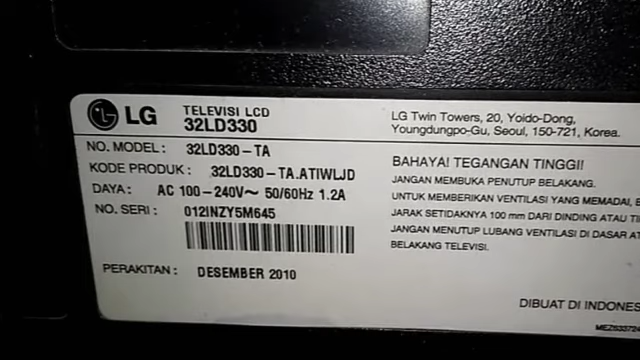 LG TELEVISI LCD
32LD330
LG Twin Towers, 20, Yoido-Dong,
Youngdungpo-Gu, Seoul, 150-721, Korea.
NO. MODEL : 32LD330-TA
KODE PRODUK : 32LD330-TA.ATIWLJD
DAYA : AC 100-240V~ 50/60Hz 1.2A
NO. SERI : 012INZY5M645
PERAKITAN : DESEMBER 2010
BAHAYA! TEGANGAN TINGGI!
JANGAN MEMBUKA PENUTUP BELAKANG.
UNTUK MEMBERIKAN VENTILASI YANG MEMADAI,
JARAK SETIDAKNYA 100 mm DARI DINDING ATAU
JANGAN MENUTUP LUBANG VENTILASI DI DASAR
BELAKANG TELEVISI.
DIBUAT DI